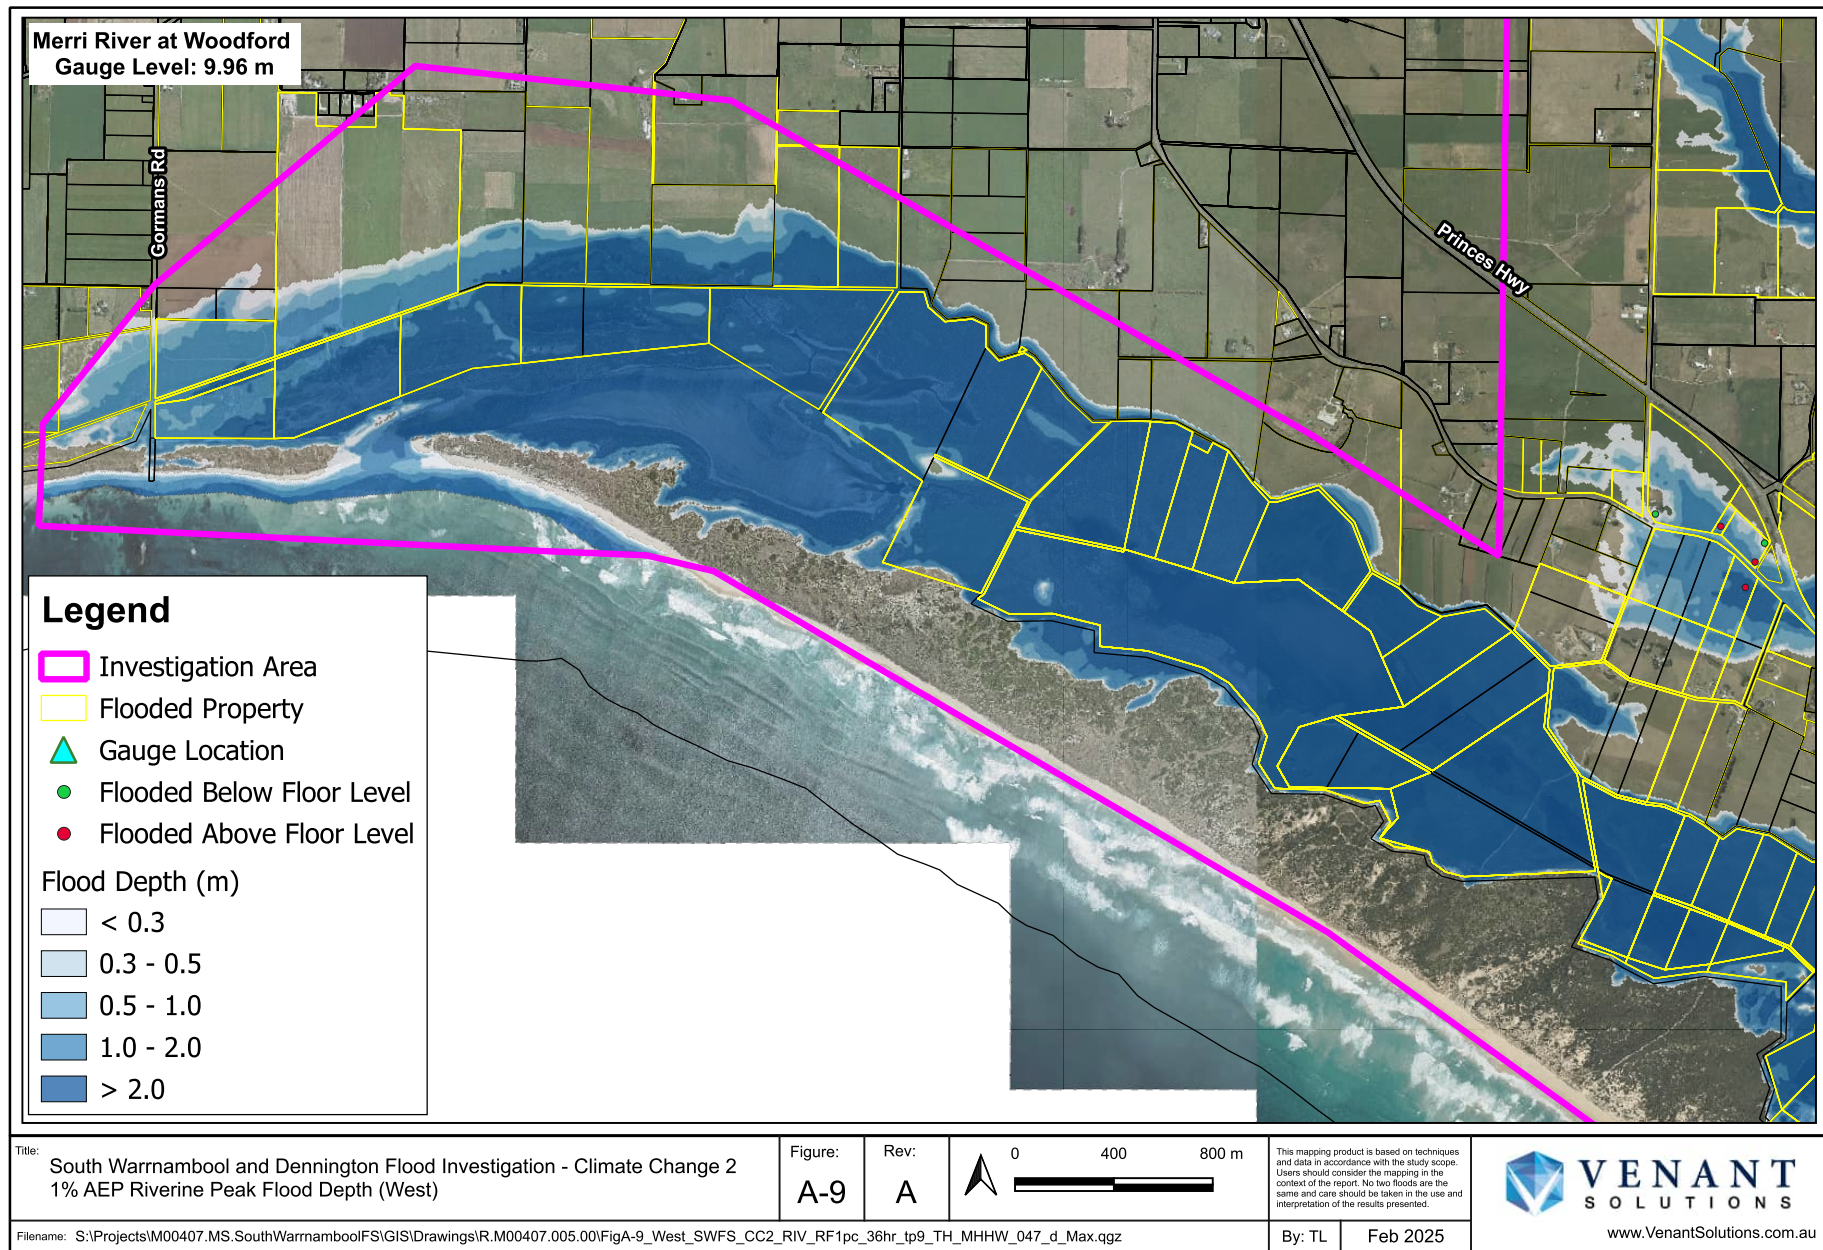 Merri River at Woodford
Gauge Level: 9.96 m
Gormans Rd
Princes Hwy
Legend
Investigation Area
Flooded Property
Gauge Location
Flooded Below Floor Level
Flooded Above Floor Level
Flood Depth (m)
< 0.3
0.3 - 0.5
0.5 - 1.0
1.0 - 2.0
> 2.0
Title:
South Warrnambool and Dennington Flood Investigation - Climate Change 2
1% AEP Riverine Peak Flood Depth (West)
Figure:
A-9
Rev:
A
0 400 800 m
This mapping product is based on techniques
and data in accordance with the study scope.
Users should consider the mapping in the
context of the report. No two floods are the
same and care should be taken in the use and
interpretation of the results presented.
VENANT
SOLUTIONS
www.VenantSolutions.com.au
Filename: S:\Projects\M00407.MS.SouthWarrnamboolFS\GIS\Drawings\R.M00407.005.00\FigA-9_West_SWFS_CC2_RIV_RF1pc_36hr_tp9_TH_MHHW_047_d_Max.qgz
By: TL
Feb 2025